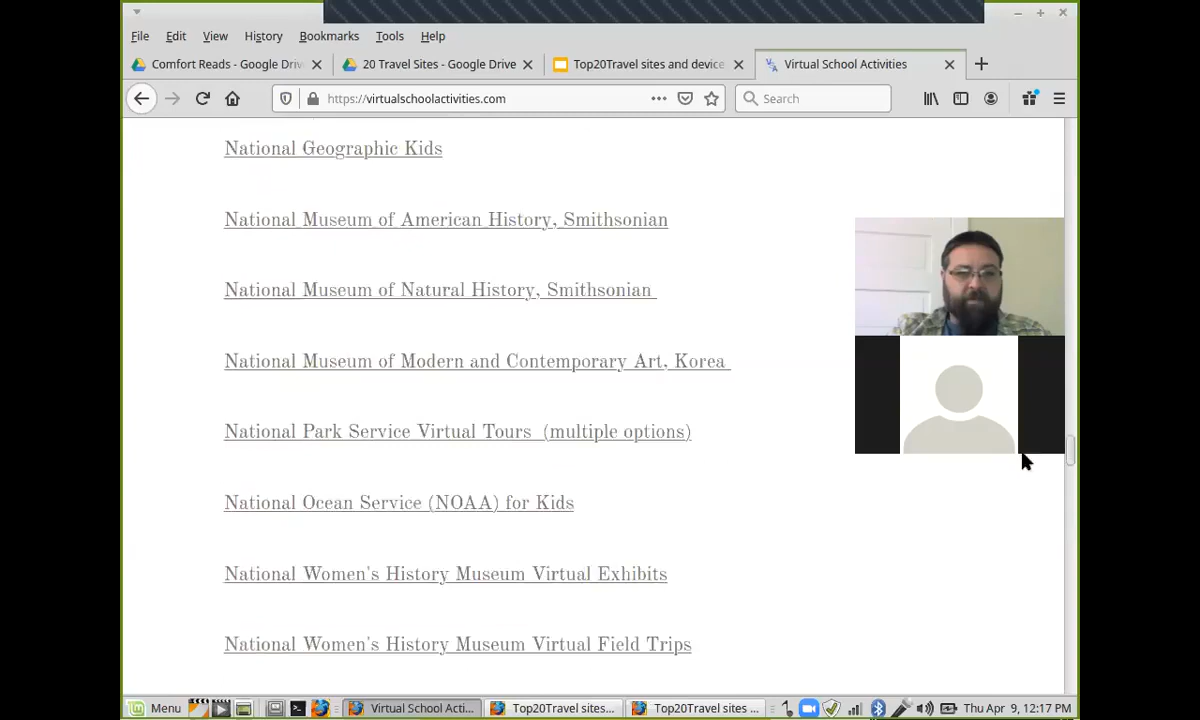 File Edit View History Bookmarks Tools Help
Comfort Reads - Google Driv
20 Travel Sites - Google Drive
Top20Travel sites and device
Virtual School Activities
https://virtualschoolactivities.com
Search
National Geographic Kids
National Museum of American History, Smithsonian
National Museum of Natural History, Smithsonian
National Museum of Modern and Contemporary Art, Korea
National Park Service Virtual Tours (multiple options)
National Ocean Service (NOAA) for Kids
National Women's History Museum Virtual Exhibits
National Women's History Museum Virtual Field Trips
Menu
Virtual School Acti...
Top20Travel sites...
Top20Travel sites ...
Thu Apr 9, 12:17 PM